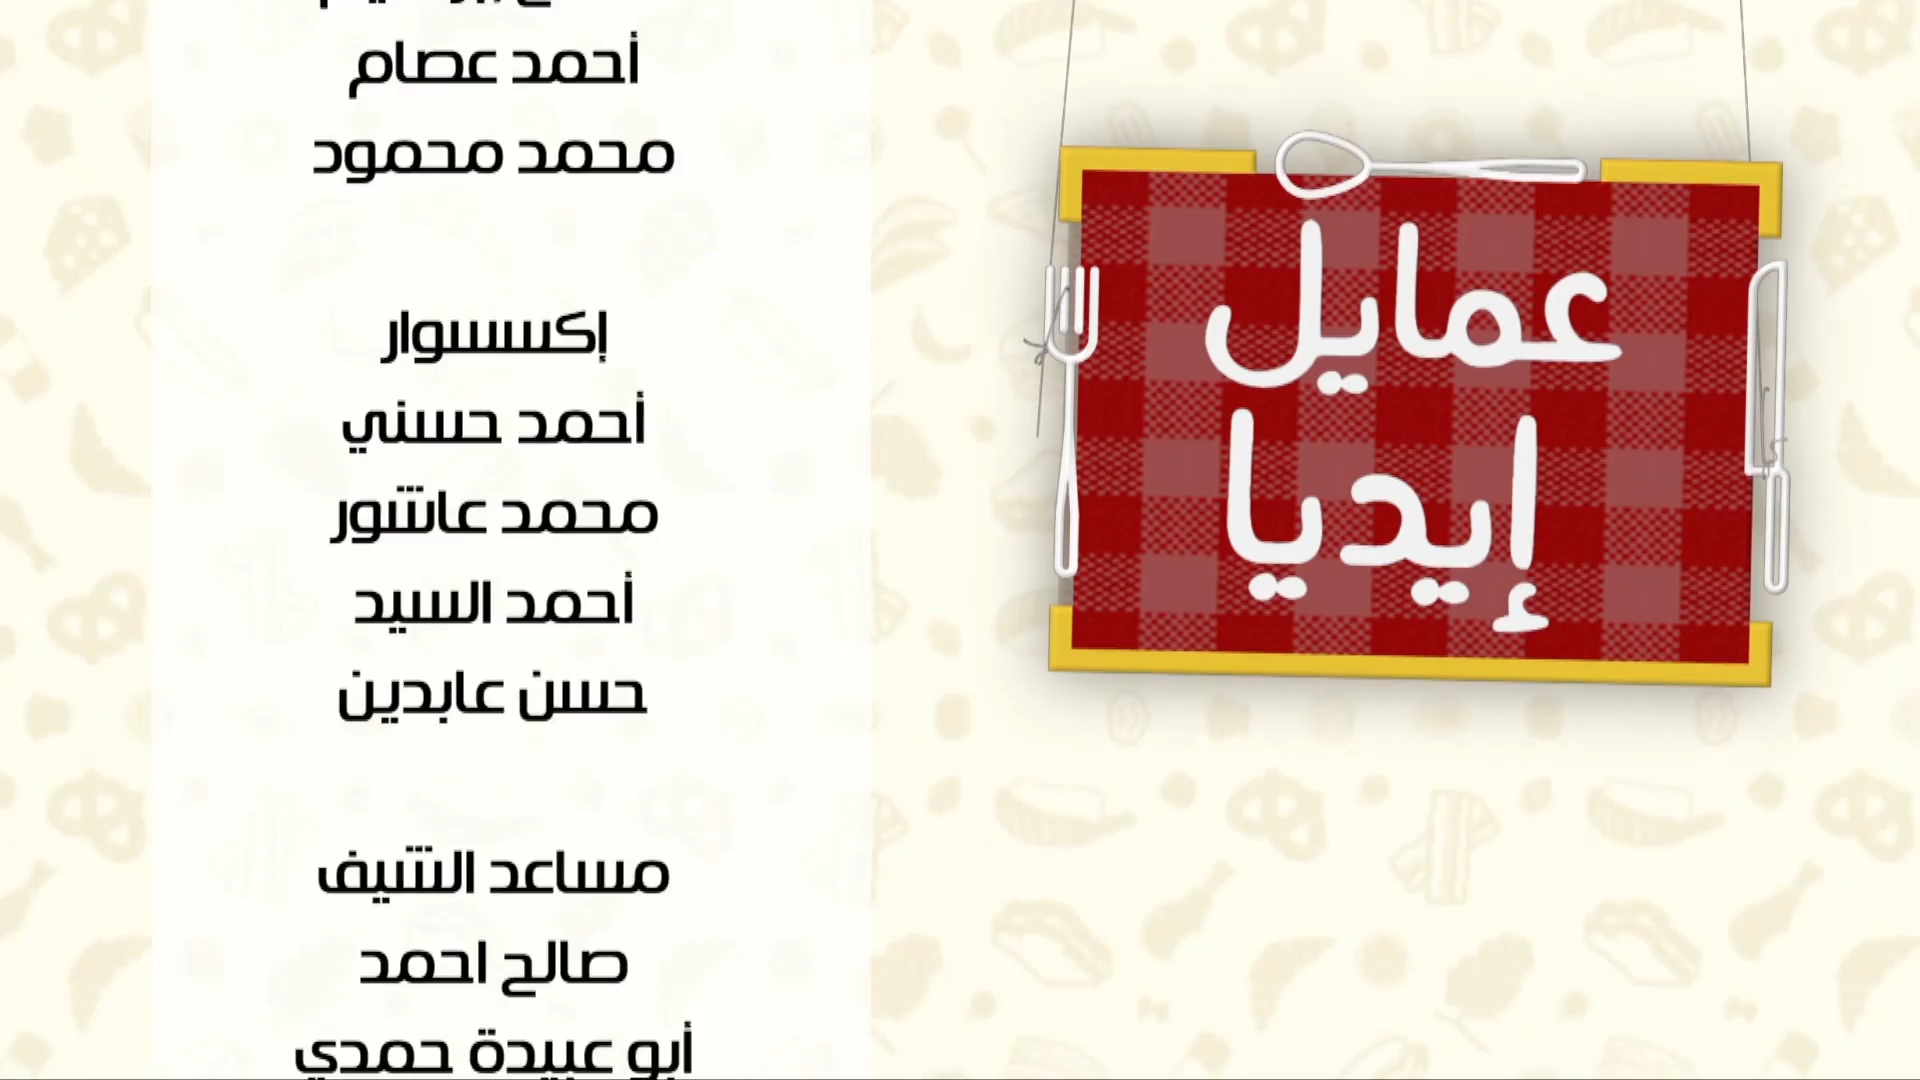 أحمد عصام
محمد محمود
إكسسوار
أحمد حسني
محمد عاشور
أحمد السيد
حسن عابدين
مساعد الشيف
صالح احمد
أبو عبيدة حمدي
عمايل
إيديا